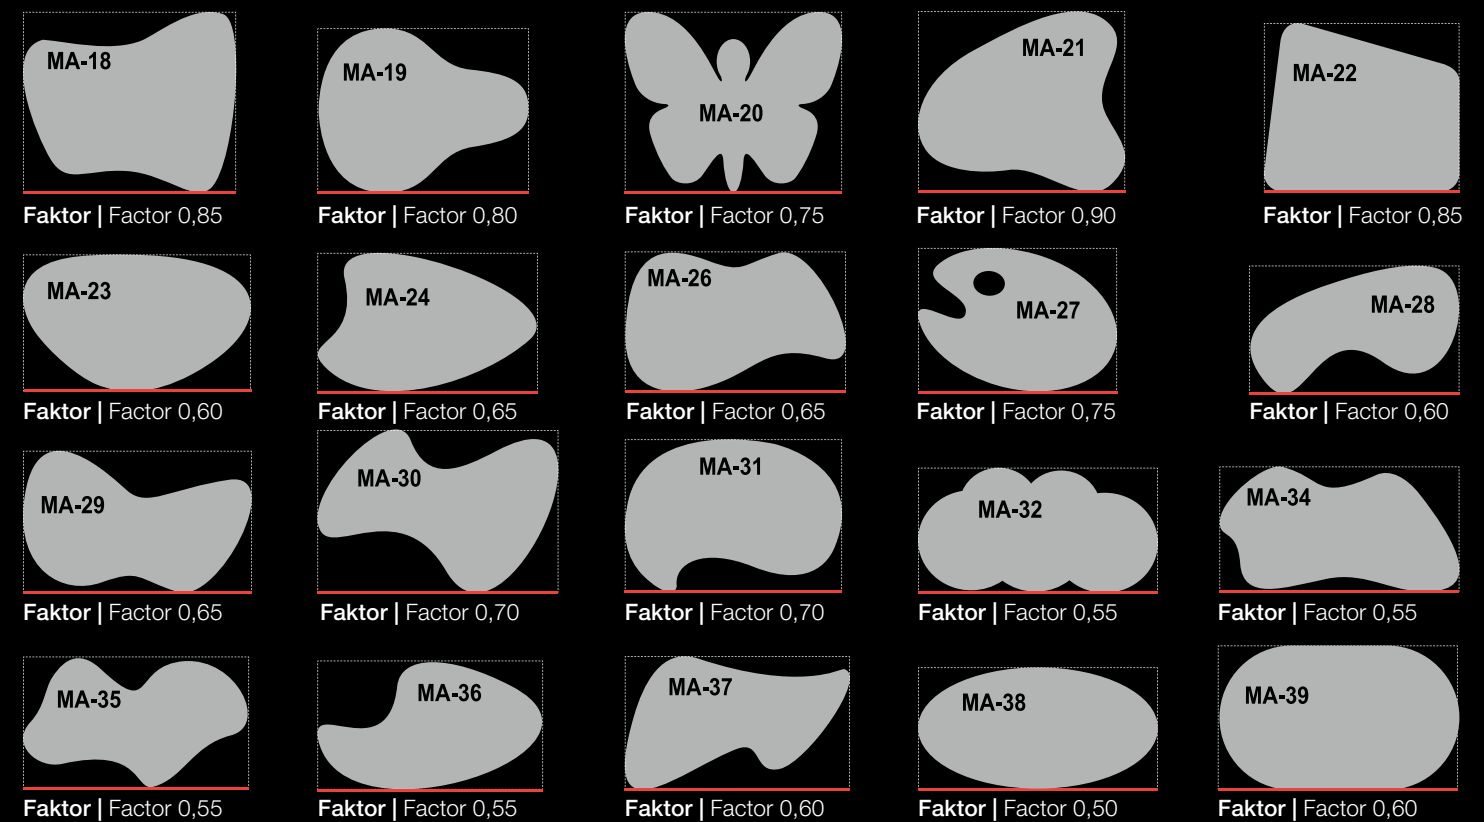 MA-18
MA-19
MA-20
MA-21
MA-22
Faktor | Factor 0,85
Faktor | Factor 0,80
Faktor | Factor 0,75
Faktor | Factor 0,90
Faktor | Factor 0,85
MA-23
MA-24
MA-26
MA-27
MA-28
Faktor | Factor 0,60
Faktor | Factor 0,65
Faktor | Factor 0,65
Faktor | Factor 0,75
Faktor | Factor 0,60
MA-29
MA-30
MA-31
MA-32
MA-34
Faktor | Factor 0,65
Faktor | Factor 0,70
Faktor | Factor 0,70
Faktor | Factor 0,55
Faktor | Factor 0,55
MA-35
MA-36
MA-37
MA-38
MA-39
Faktor | Factor 0,55
Faktor | Factor 0,55
Faktor | Factor 0,60
Faktor | Factor 0,50
Faktor | Factor 0,60